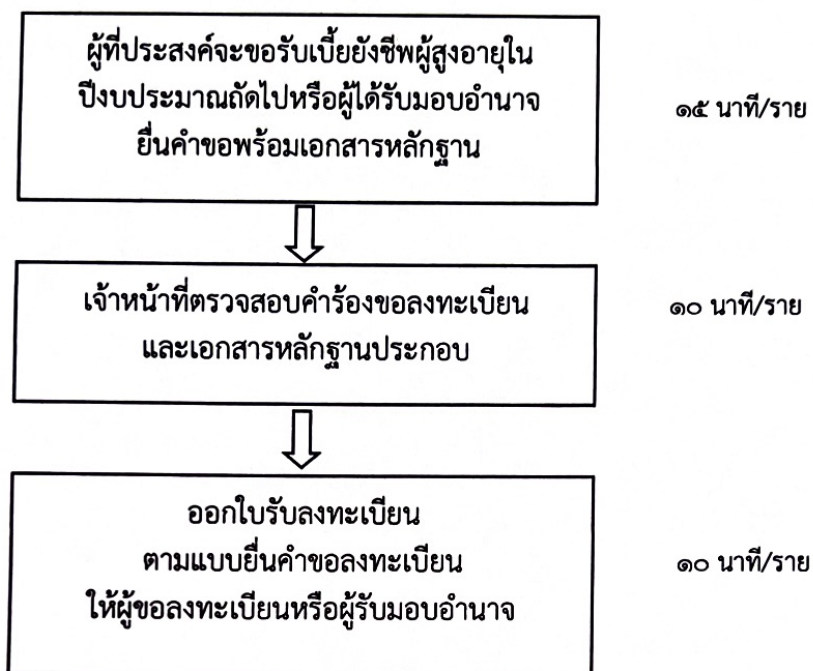 ผู้ที่ประสงค์จะขอรับเบี้ยยังชีพผู้สูงอายุใน
ปีงบประมาณถัดไปหรือผู้ได้รับมอบอำนาจ
ยื่นคำขอพร้อมเอกสารหลักฐาน
๑๕ นาที/ราย
เจ้าหน้าที่ตรวจสอบคำร้องขอลงทะเบียน
และเอกสารหลักฐานประกอบ
๑๐ นาที/ราย
ออกใบรับลงทะเบียน
ตามแบบยื่นคำขอลงทะเบียน
ให้ผู้ขอลงทะเบียนหรือผู้รับมอบอำนาจ
๑๐ นาที/ราย